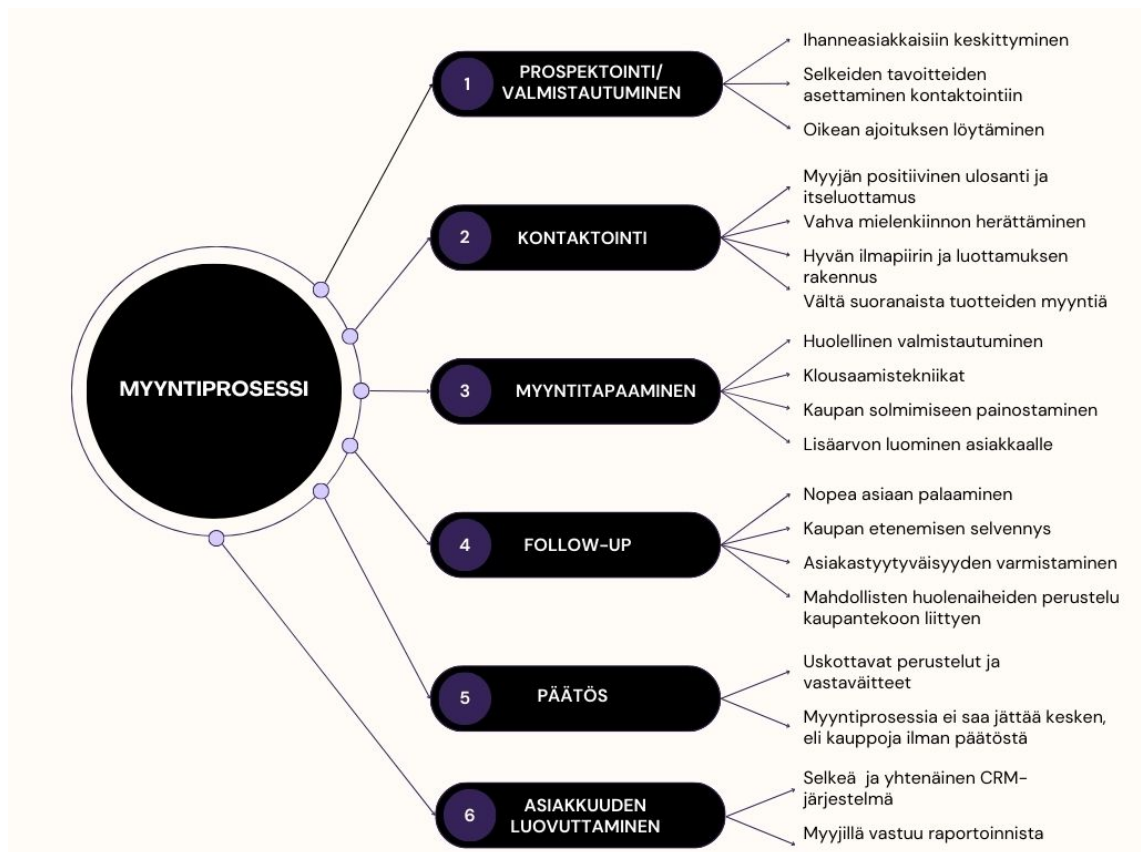 MYYNTIPROSESSI
1
PROSPEKTOINTI/
VALMISTAUTUMINEN
Ihanneasiakkaisiin keskittyminen
Selkeiden tavoitteiden
asettaminen kontaktointiin
Oikean ajoituksen löytäminen
2
KONTAKTOINTI
Myyjän positiivinen ulosanti ja
itseluottamus
Vahva mielenkiinnon herättäminen
Hyvän ilmapiirin ja luottamuksen
rakennus
Vältä suoranaista tuotteiden myyntiä
3
MYYNTITAPAAMINEN
Huolellinen valmistautuminen
Klousaamistekniikat
Kaupan solmimiseen painostaminen
Lisäarvon luominen asiakkaalle
4
FOLLOW-UP
Nopea asiaan palaaminen
Kaupan etenemisen selvennys
Asiakastyytyväisyyden varmistaminen
Mahdollisten huolenaiheiden perustelu
kaupantekoon liittyen
5
PÄÄTÖS
Uskottavat perustelut ja
vastaväitteet
Myyntiprosessia ei saa jättää kesken,
eli kauppoja ilman päätöstä
6
ASIAKKUUDEN
LUOVUTTAMINEN
Selkeä ja yhtenäinen CRM-
järjestelmä
Myyjillä vastuu raportoinnista